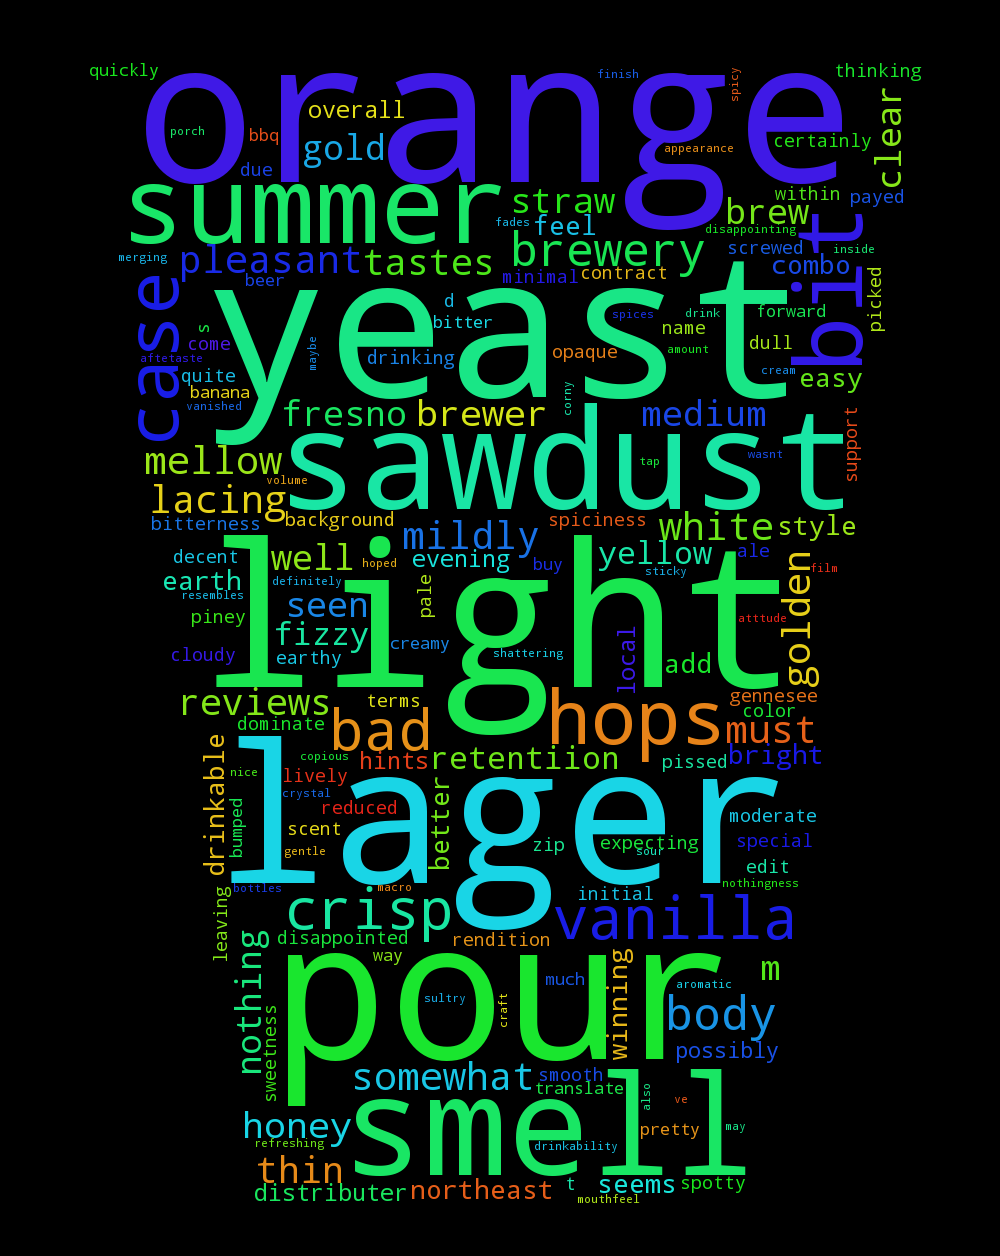 quickly orange finish spicy thinking
porch bbq overall gold appearance certainly clear
due summer straw brew within payed
merging pleasant tastes fades feel brewery disappointing screwed combo bit inside
case beer minimal contract picked
s d bitter yeast spices drink name forward
come maybe drinking opaque amount dull
aftetaste quite banana vanished corny cream easy
fresno brewer medium support
mellow volume sawdust tap wasnt
lacing bitterness background mildly spiciness white style
decent well hoped evening yellow ale golden film
earth resembles definitely pale buy sticky
piney seen light attitude
cloudy fizzy earthy creamy shattering local add
reviews terms hops gennesee color
dominate bad must
drinkable nice copious hints retentiion pissed bright
lively crystal lager
bumped reduced better moderate
scent gentle zip expecting sour special edit
bottles macro initial nothingness
leaving crisp vanilla
disappointed way rendition
nothing pour much winning aromatic m
sultry craft body
sweetness possibly
somewhat smooth translate also ve
honey smell pretty may
refreshing drinkability
thin distributer northeast t mouthfeel seems spotty